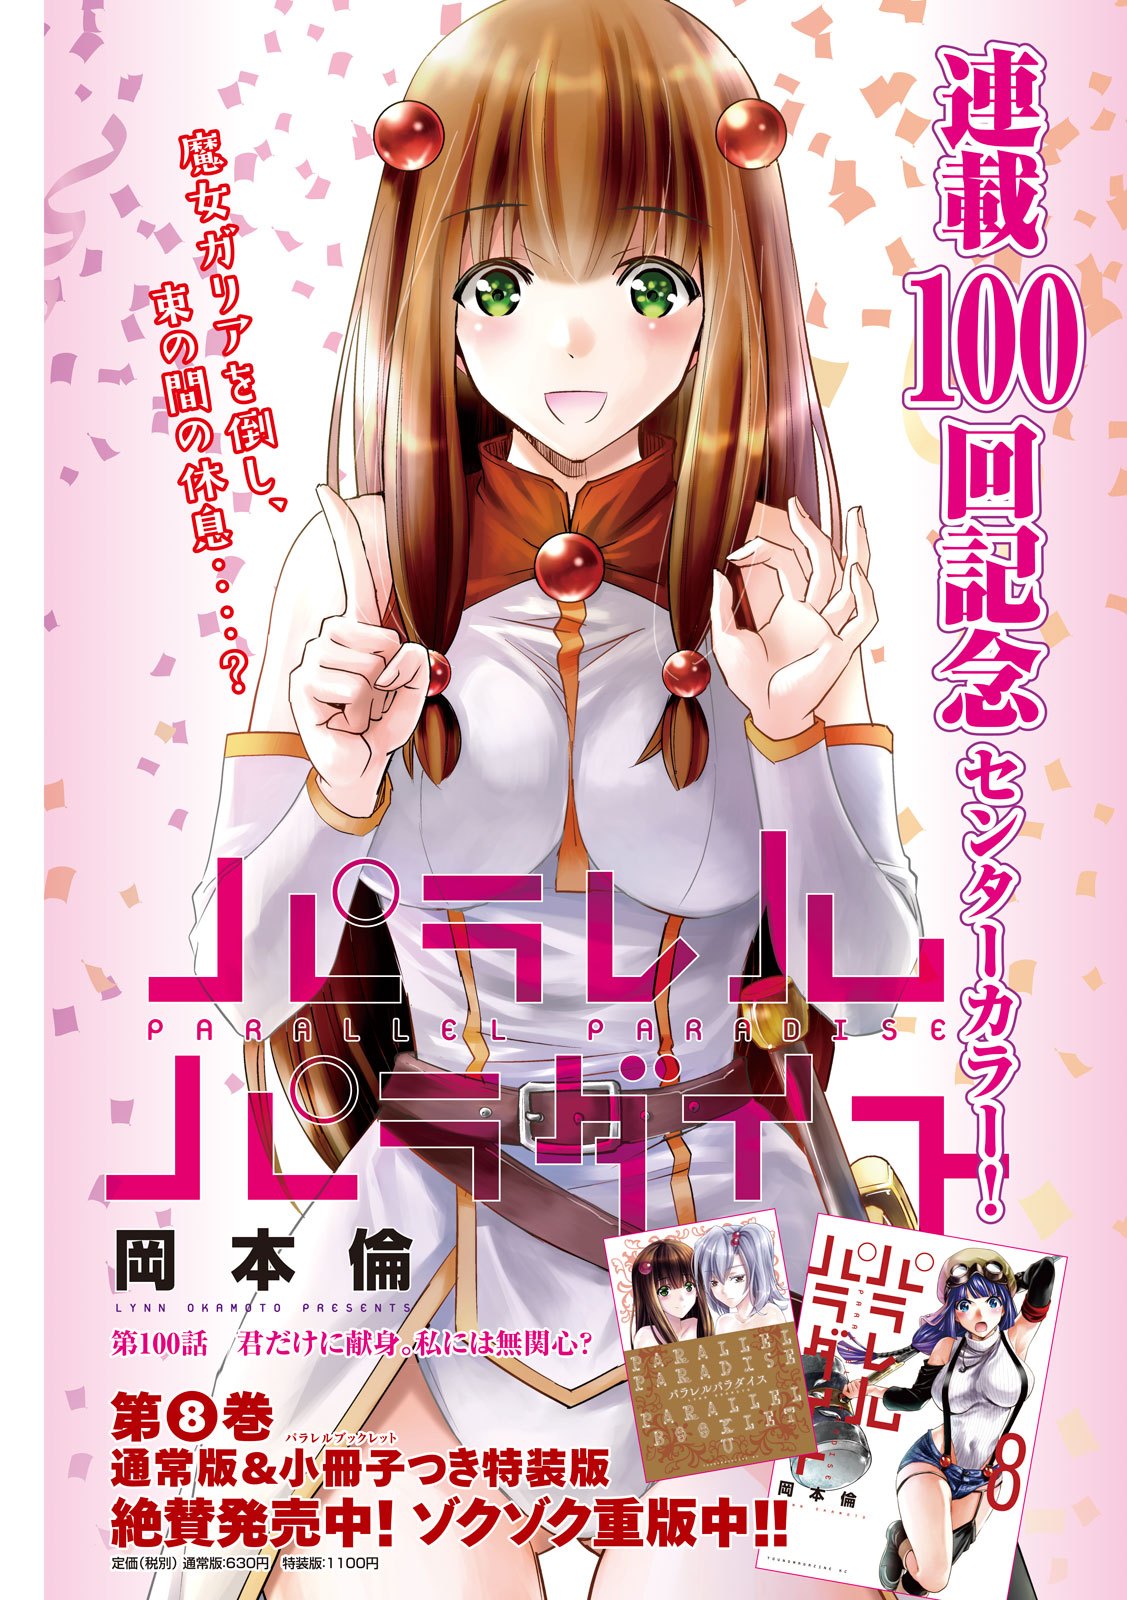 連載100回記念センターカラー!!
魔女ガリアを倒し、
束の間の休息‥‥?
パラレル
PARALLEL PARADISE
パラダイス
岡本倫
LYNN OKAMOTO PRESENTS
第100話　君だけに献身。私には無関心?
第8巻
パラレルブックレット
通常版&小冊子つき特装版
絶賛発売中! ゾクゾク重版中!!
定価(税別) 通常版:630円　特装版:1100円
PARALLEL
PARADISE
パラレルパラダイス
PARALLEL
BOOKLET
パラレル
パラダイス
8
岡本倫
YOUNGMAGAZINE KC